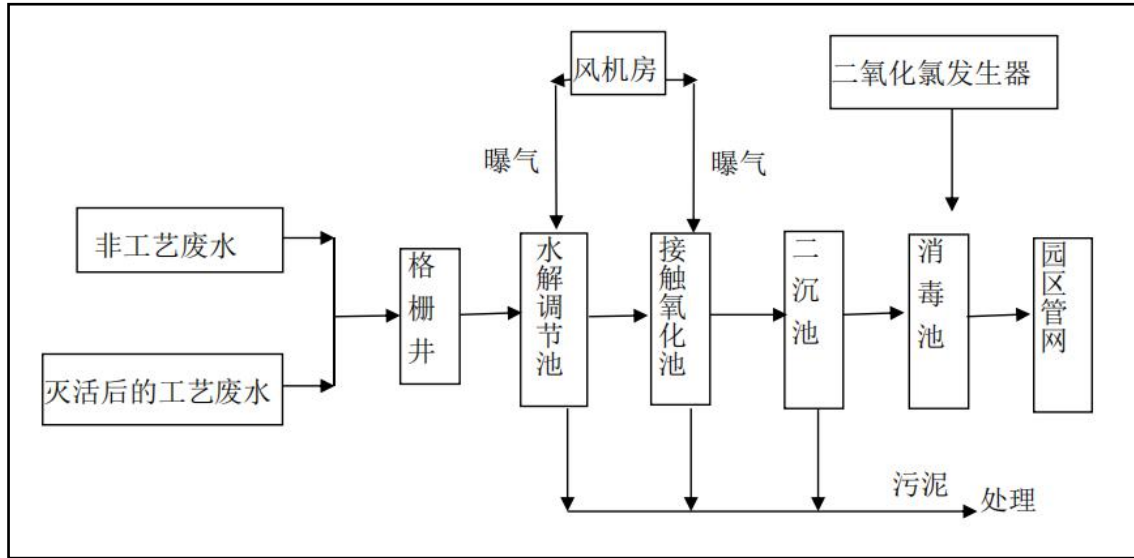 风机房
二氧化氯发生器
曝气
曝气
非工艺废水
灭活后的工艺废水
格栅井
水解调节池
接触氧化池
二沉池
消毒池
园区管网
污泥
处理